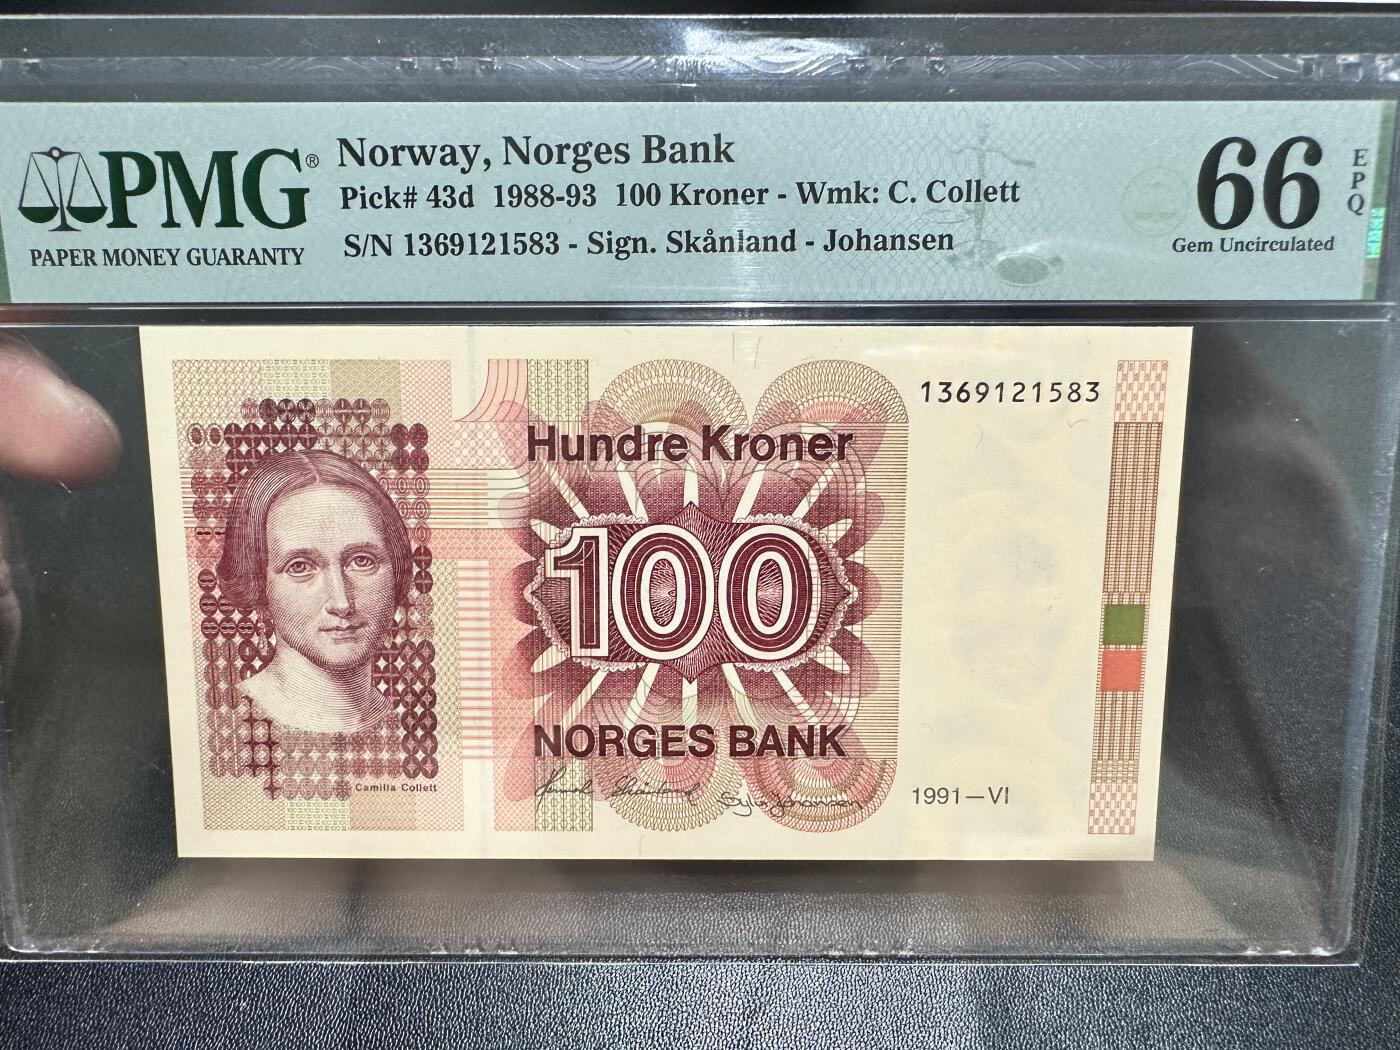 PMG®
PAPER MONEY GUARANTY
Norway, Norges Bank
Pick# 43d 1988-93 100 Kroner - Wmk: C. Collett
S/N 1369121583 - Sign. Skånland - Johansen
66 EPQ
Gem Uncirculated
1369121583
Hundre Kroner
100
NORGES BANK
Camilla Collett
1991—VI